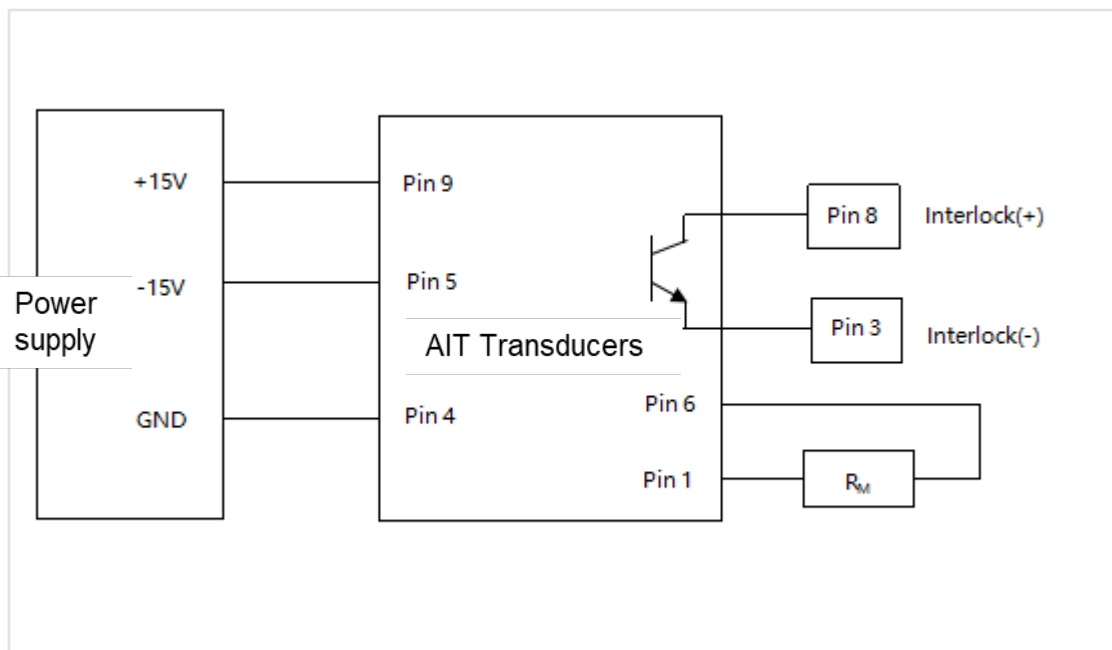 +15V
Pin 9
Pin 8
Interlock(+)
-15V
Pin 5
Power
supply
AIT Transducers
Pin 3
Interlock(-)
GND
Pin 4
Pin 6
Pin 1
RM